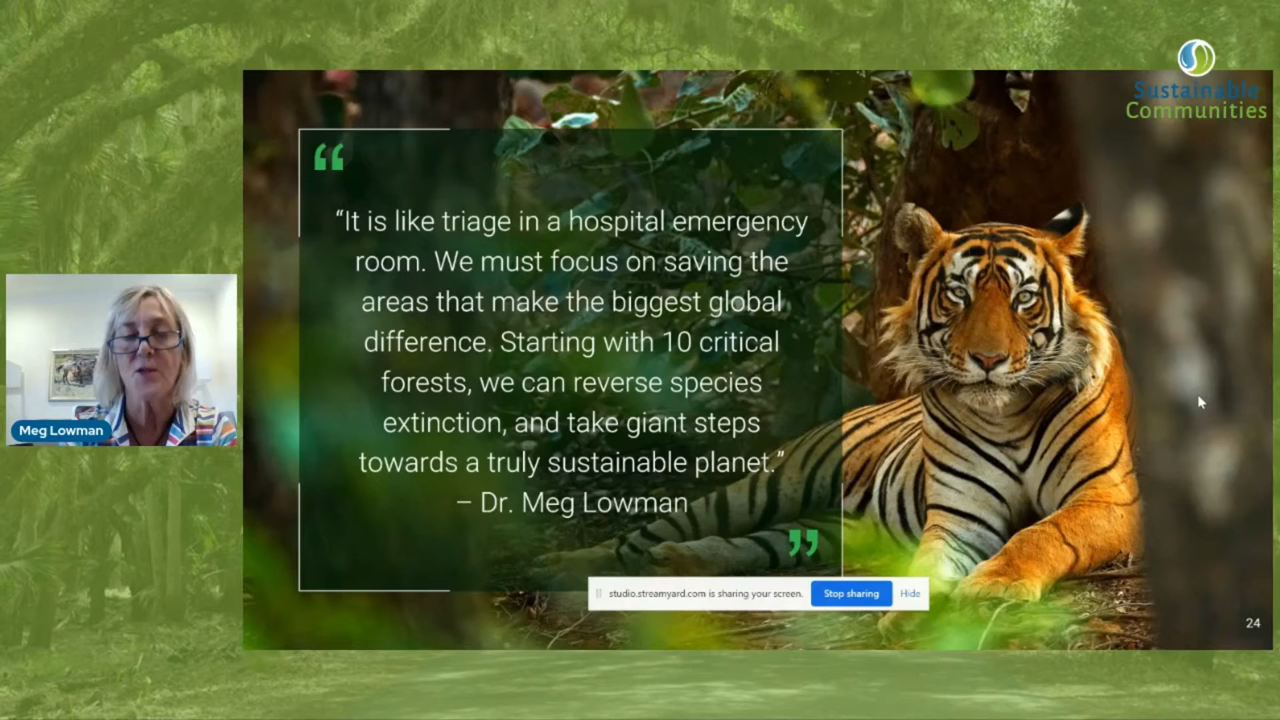 Sustainable
Communities
“
“It is like triage in a hospital emergency
room. We must focus on saving the
areas that make the biggest global
difference. Starting with 10 critical
forests, we can reverse species
extinction, and take giant steps
towards a truly sustainable planet.”
– Dr. Meg Lowman
”
Meg Lowman
studio.streamyard.com is sharing your screen.
Stop sharing
Hide
24